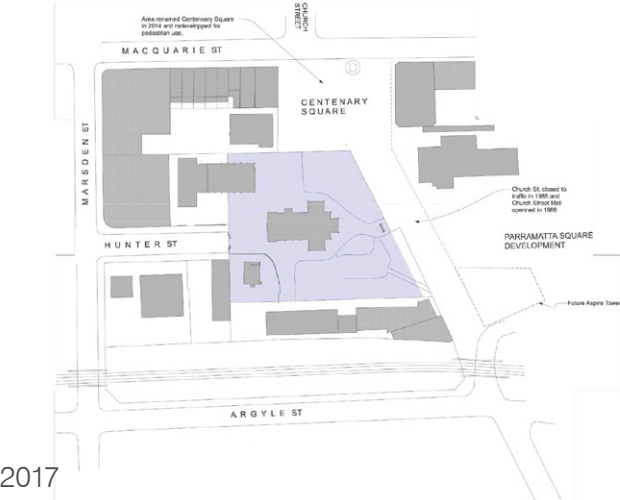 Area renamed Centenary Square
in 2014 and redevelopped for
pedestrian use.
CHURCH
STREET
MACQUARIE ST
CENTENARY
SQUARE
MARSDEN ST
Church St. closed to
traffic in 1985 and
Church Street Mall
openned in 1986
HUNTER ST
PARRAMATTA SQUARE
DEVELOPMENT
Future Aspire Tower
ARGYLE ST
2017